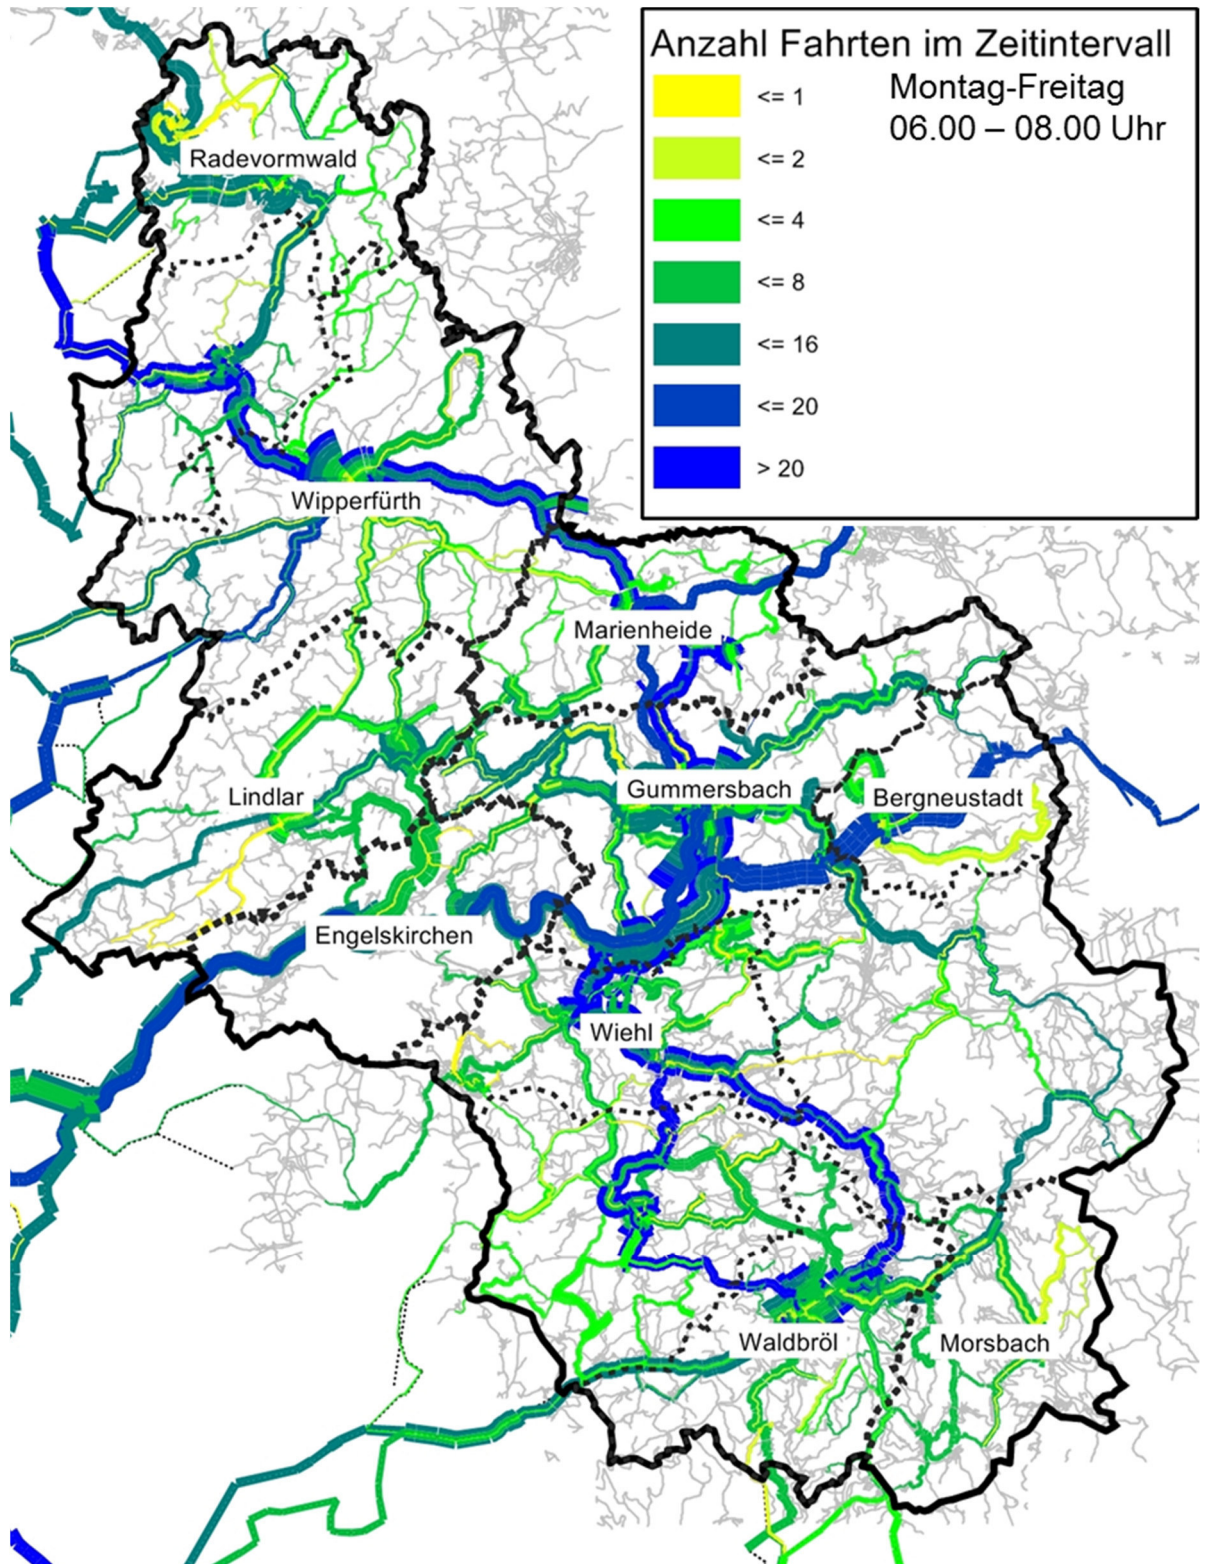 Anzahl Fahrten im Zeitintervall
<= 1
Montag-Freitag
06.00 – 08.00 Uhr
<= 2
<= 4
<= 8
<= 16
<= 20
> 20
Radevormwald
Wipperfürth
Marienheide
Lindlar
Gummersbach
Bergneustadt
Engelskirchen
Wiehl
Waldbröl
Morsbach